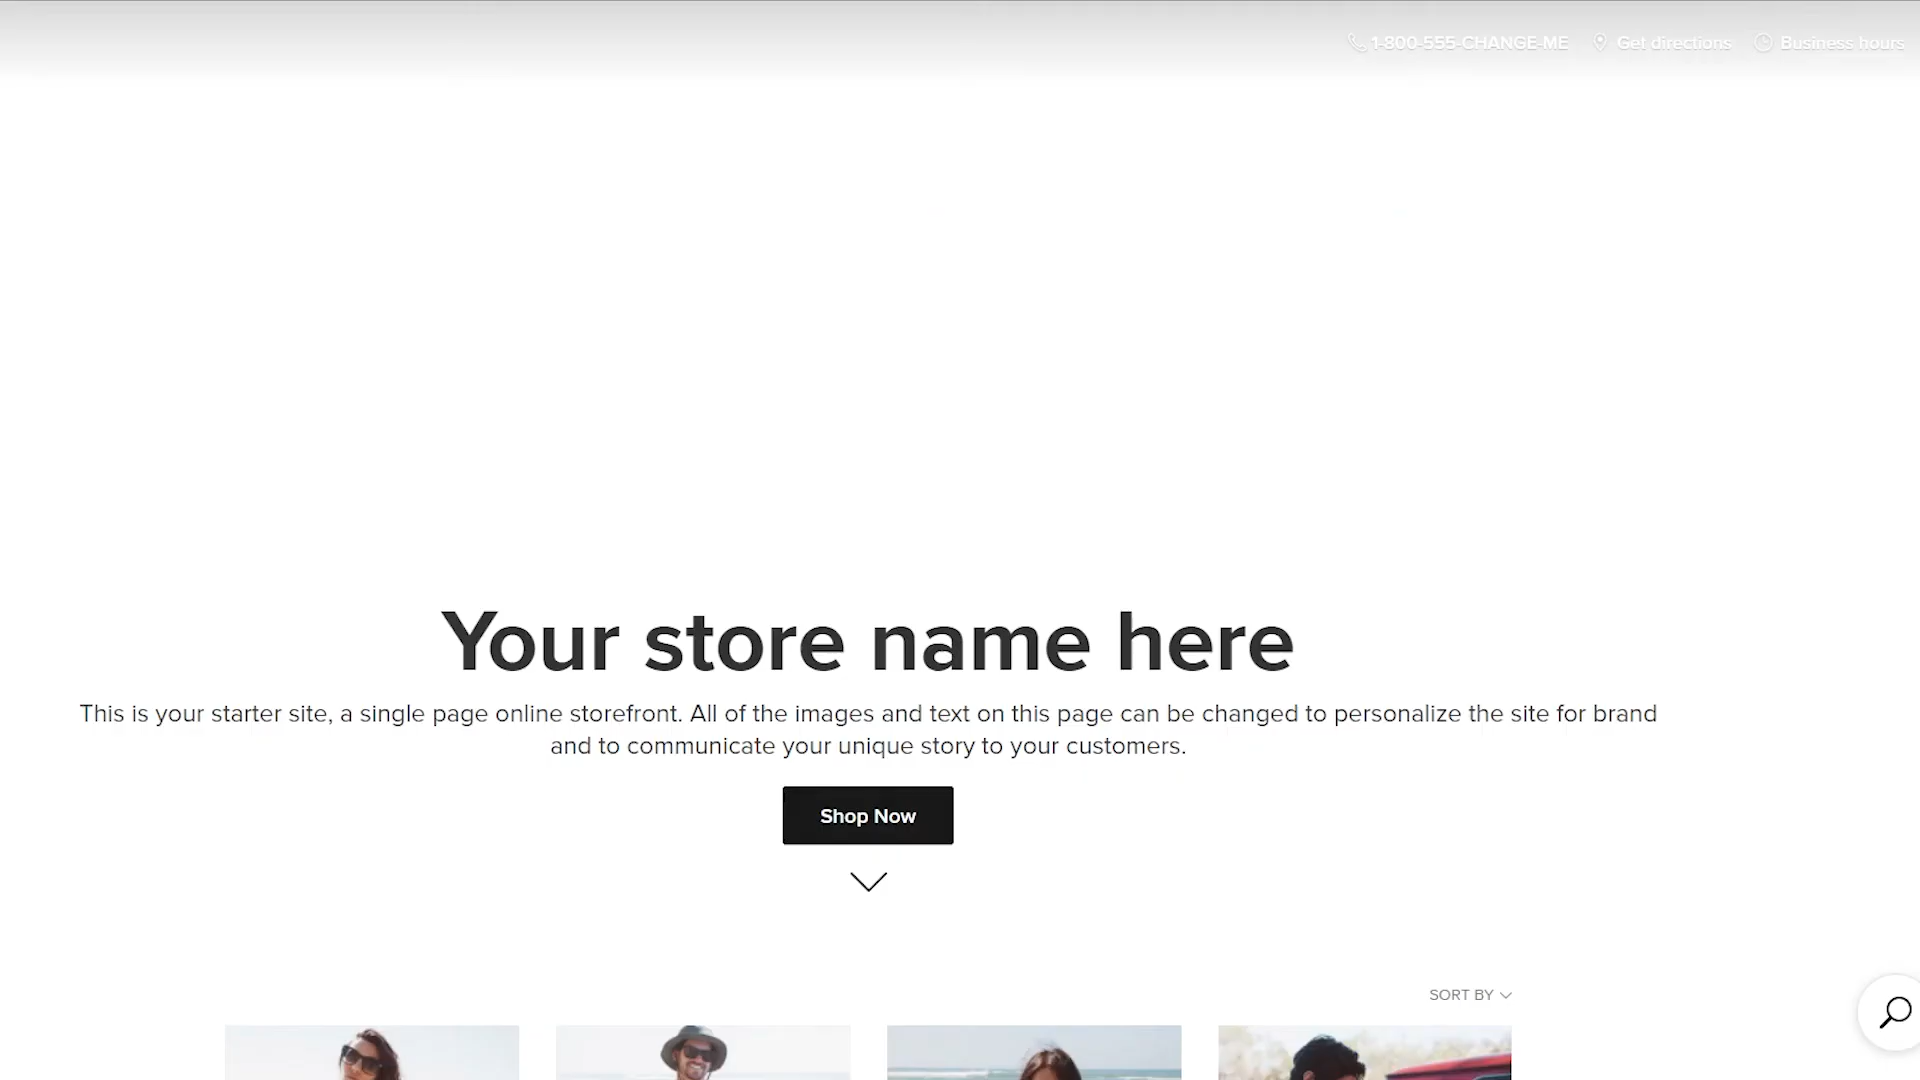 1-800-555-CHANGE-ME Get directions Business hours
Your store name here
This is your starter site, a single page online storefront. All of the images and text on this page can be changed to personalize the site for brand
and to communicate your unique story to your customers.
Shop Now
SORT BY